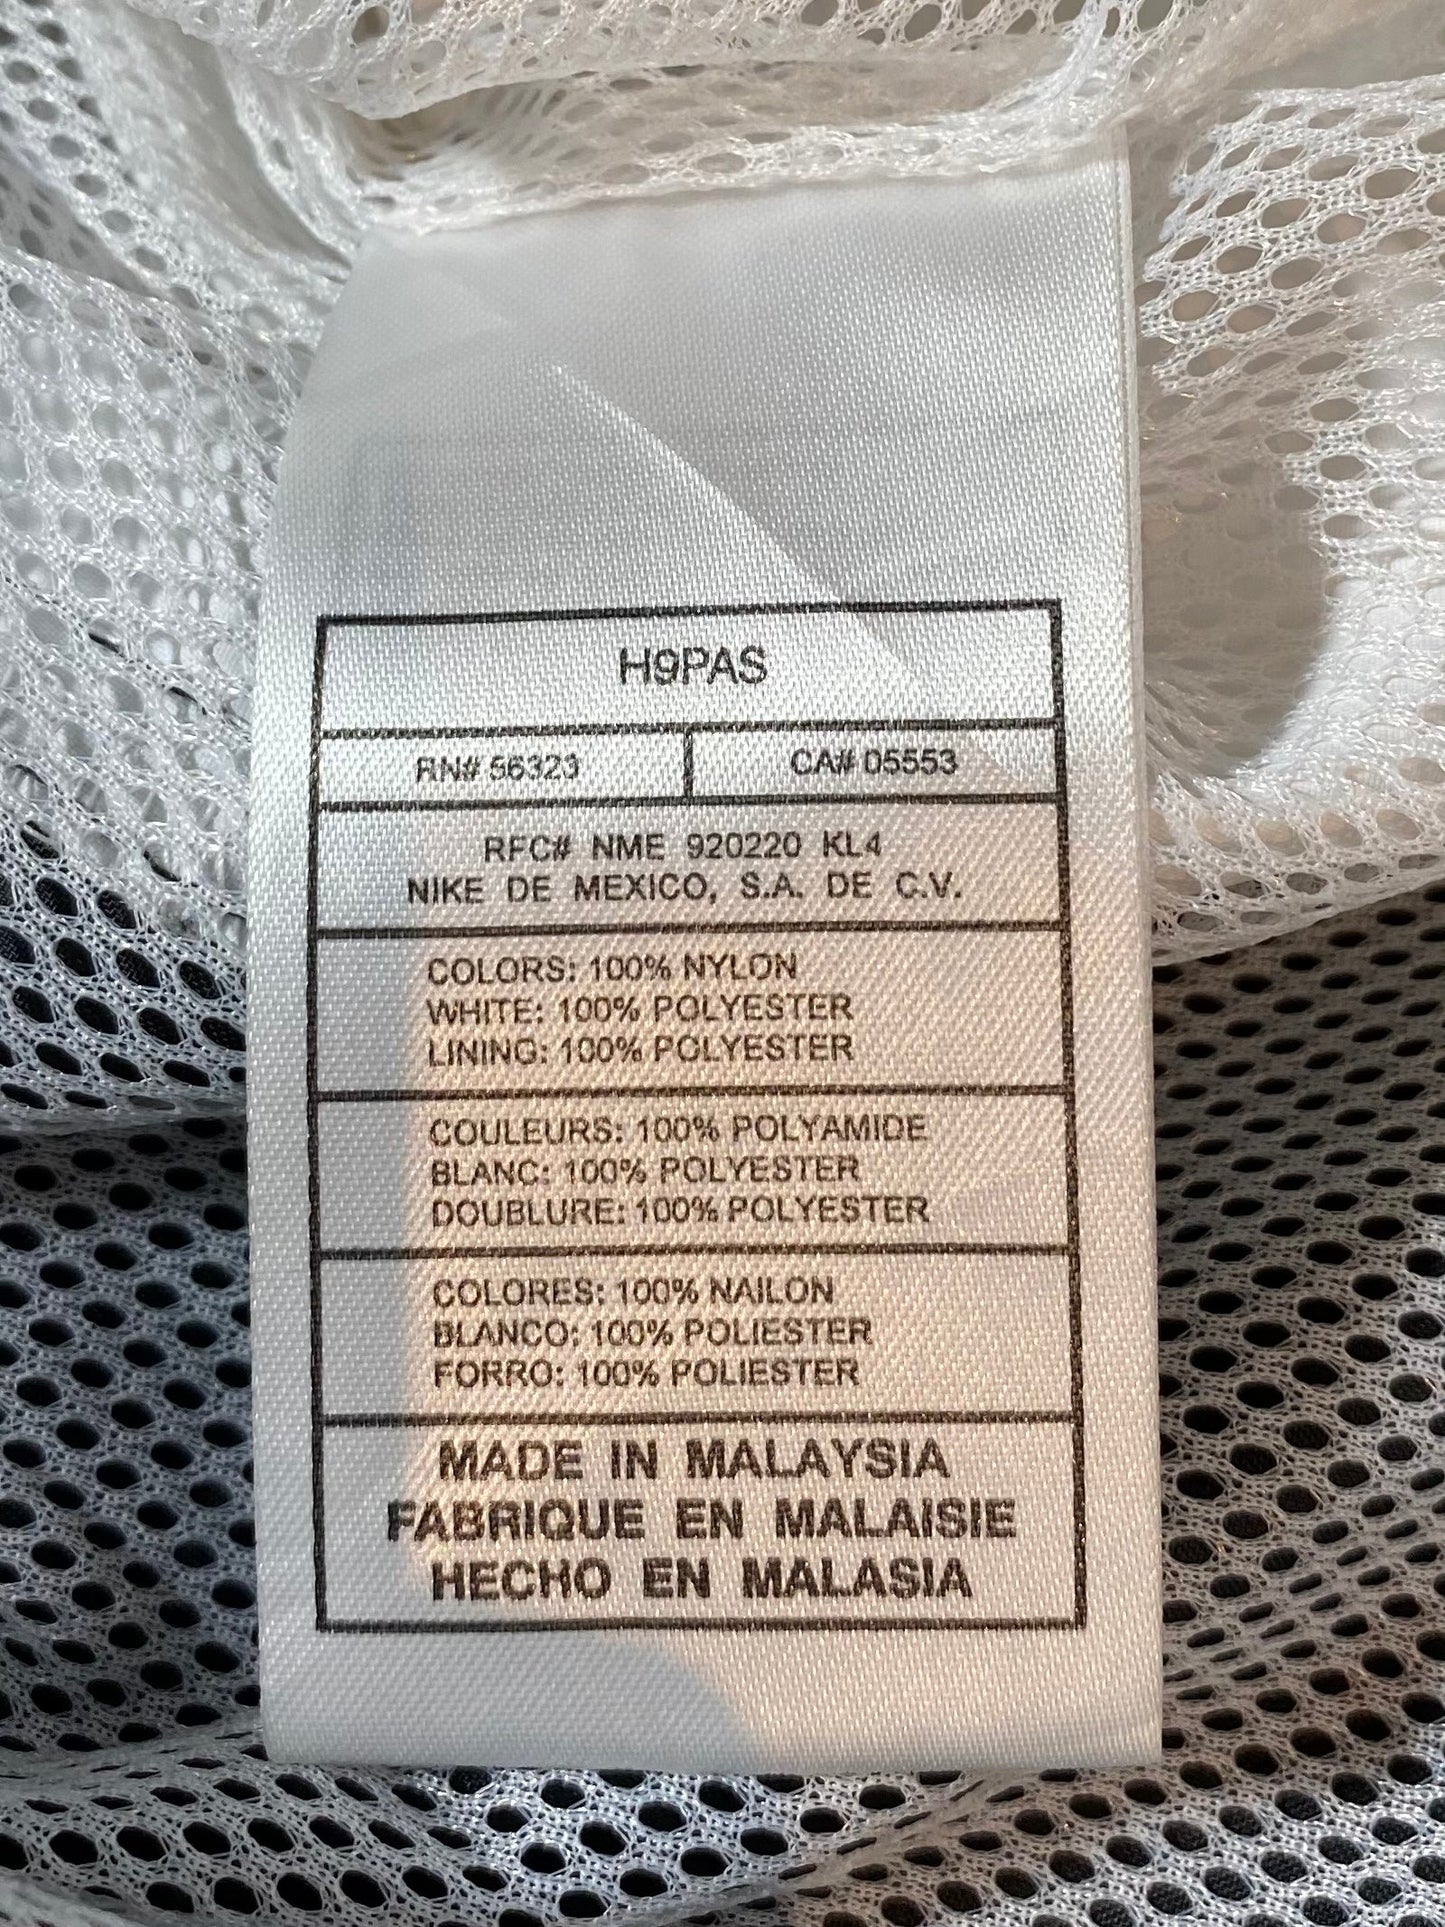 H9PAS
RN# 56323 CA# 05553
RFC# NME 920220 KL4
NIKE DE MEXICO, S.A. DE C.V.
COLORS: 100% NYLON
WHITE: 100% POLYESTER
LINING: 100% POLYESTER
COULEURS: 100% POLYAMIDE
BLANC: 100% POLYESTER
DOUBLURE: 100% POLYESTER
COLORES: 100% NAILON
BLANCO: 100% POLIESTER
FORRO: 100% POLIESTER
MADE IN MALAYSIA
FABRIQUE EN MALAISIE
HECHO EN MALASIA